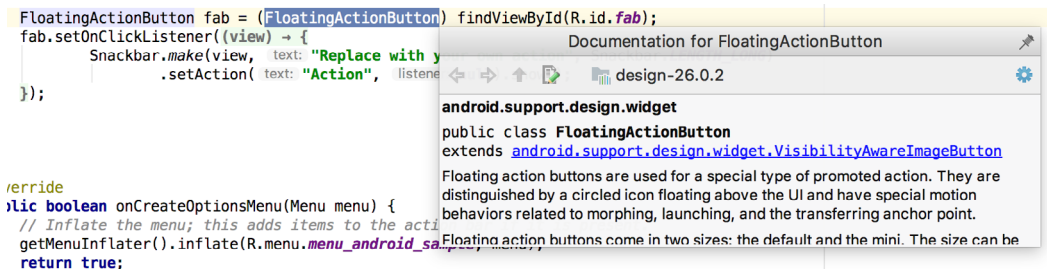 FloatingActionButton fab = (FloatingActionButton) findViewById(R.id.fab);
fab.setOnClickListener((view) → {
Snackbar.make(view, text: "Replace with y
.setAction( text: "Action", listene
});
verride
blic boolean onCreateOptionsMenu(Menu menu) {
// Inflate the menu; this adds items to the acti
getMenuInflater().inflate(R.menu.menu_android_sample, menu);
return true;
Documentation for FloatingActionButton
design-26.0.2
android.support.design.widget
public class FloatingActionButton
extends android.support.design.widget.VisibilityAwareImageButton
Floating action buttons are used for a special type of promoted action. They are
distinguished by a circled icon floating above the UI and have special motion
behaviors related to morphing, launching, and the transferring anchor point.
Floating action buttons come in two sizes: the default and the mini. The size can be